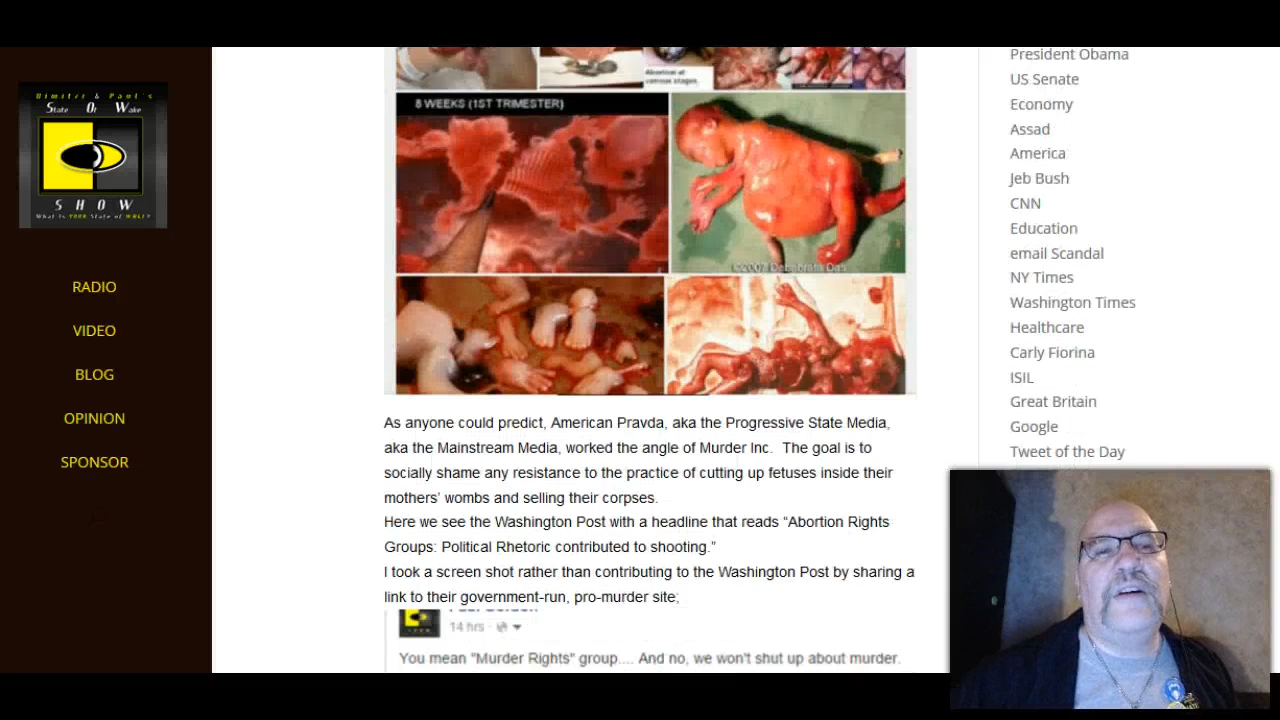 Dimiter & Paul's
State Of Wake
SHOW
What Is YOUR State of WAKE?
RADIO
VIDEO
BLOG
OPINION
SPONSOR
Abortion at
various stages.
8 WEEKS (1ST TRIMESTER)
As anyone could predict, American Pravda, aka the Progressive State Media,
aka the Mainstream Media, worked the angle of Murder Inc.  The goal is to
socially shame any resistance to the practice of cutting up fetuses inside their
mothers’ wombs and selling their corpses.
Here we see the Washington Post with a headline that reads “Abortion Rights
Groups: Political Rhetoric contributed to shooting.”
I took a screen shot rather than contributing to the Washington Post by sharing a
link to their government-run, pro-murder site;
14 hrs ·
You mean "Murder Rights" group.... And no, we won't shut up about murder.
President Obama
US Senate
Economy
Assad
America
Jeb Bush
CNN
Education
email Scandal
NY Times
Washington Times
Healthcare
Carly Fiorina
ISIL
Great Britain
Google
Tweet of the Day